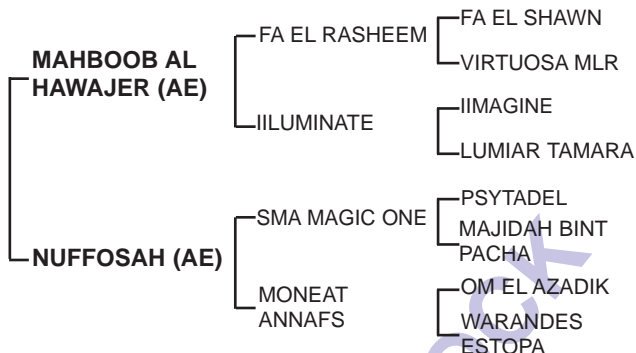 MAHBOOB AL
HAWAJER (AE)
FA EL RASHEEM
FA EL SHAWN
VIRTUOSA MLR
IILUMINATE
IIMAGINE
LUMIAR TAMARA
NUFFOSAH (AE)
SMA MAGIC ONE
PSYTADEL
MAJIDAH BINT
PACHA
MONEAT
ANNAFS
OM EL AZADIK
WARANDES
ESTOPA
OCK